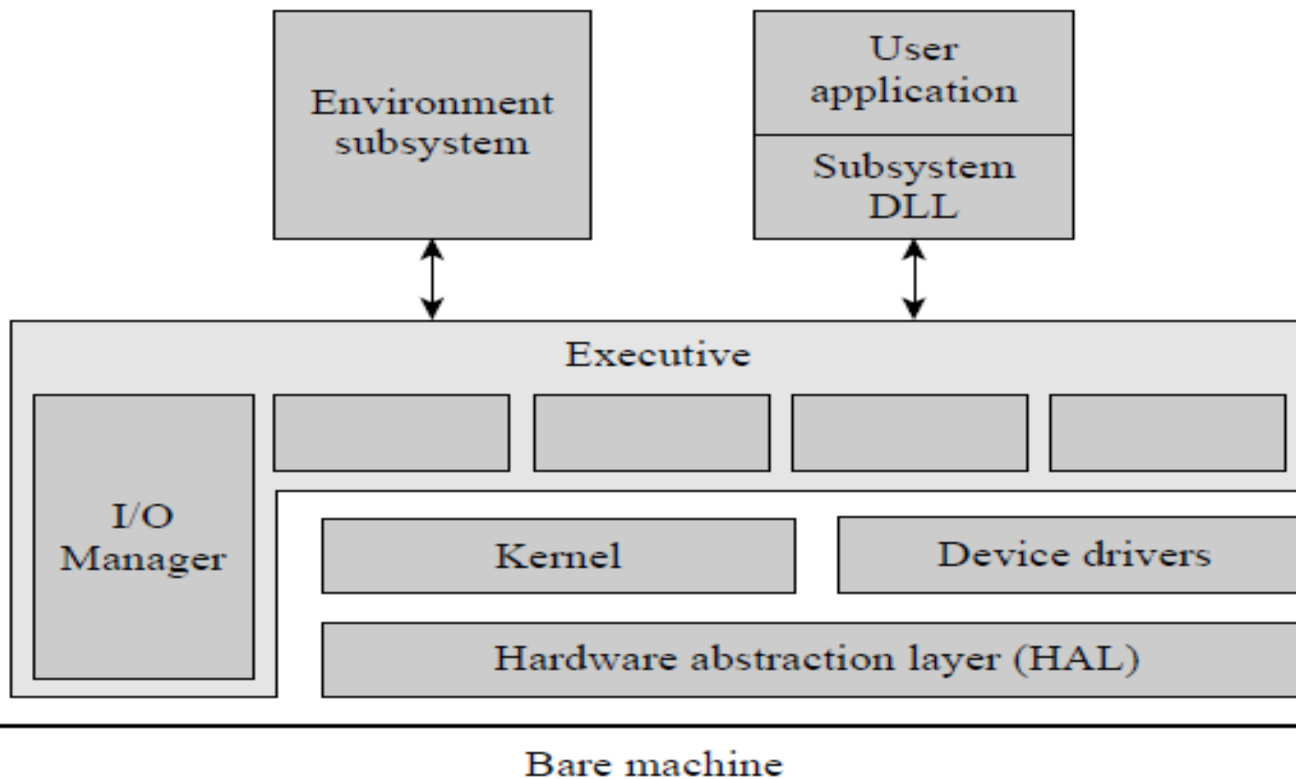 Environment
subsystem
User
application
Subsystem
DLL
Executive
I/O
Manager
Kernel
Device drivers
Hardware abstraction layer (HAL)
Bare machine